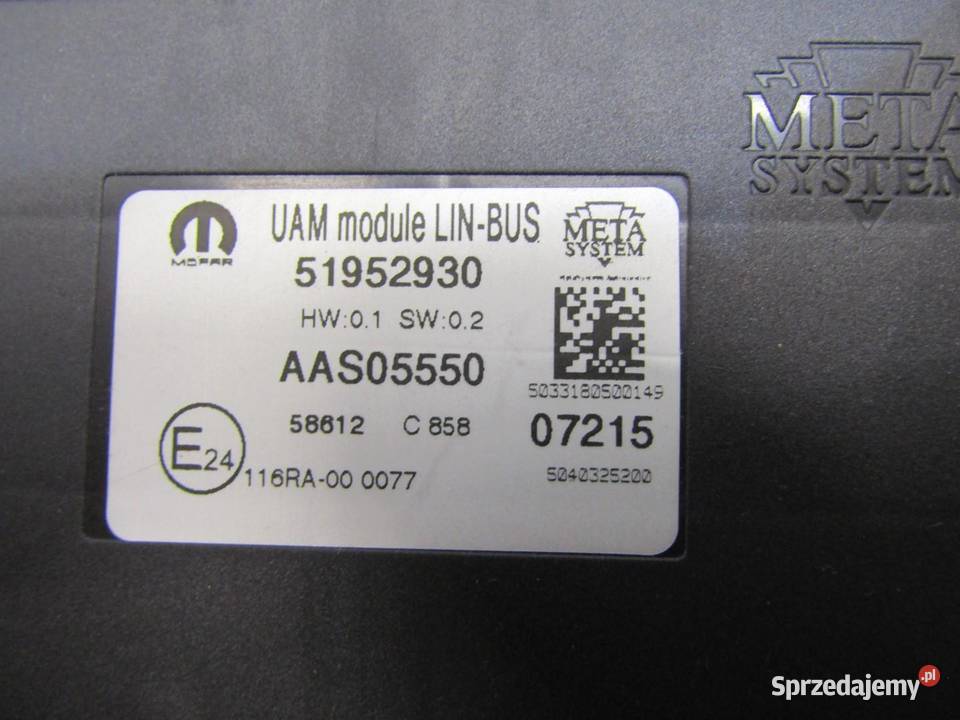 META
SYSTEM
MOPAR
UAM module LIN-BUS
META
SYSTEM
51952930
HW:0.1 SW:0.2
AAS05550
5033180500149
58612 C 858
07215
E24
116RA-00 0077
5040325200
Sprzedajemy.pl